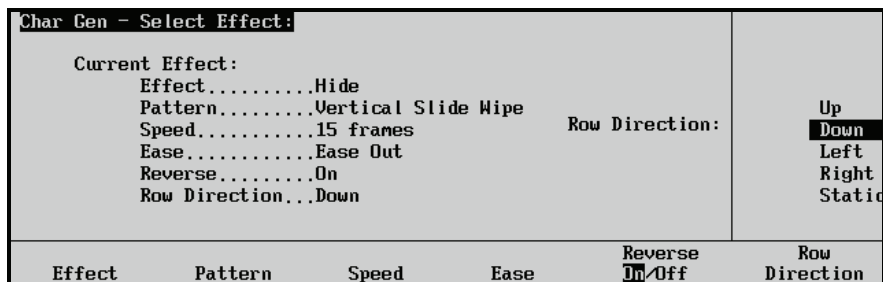 Char Gen - Select Effect:
Current Effect:
Effect..........Hide
Pattern.........Vertical Slide Wipe
Speed...........15 frames
Ease............Ease Out
Reverse.........On
Row Direction...Down
Row Direction:
Up
Down
Left
Right
Static
Effect Pattern Speed Ease Reverse On/Off Row Direction